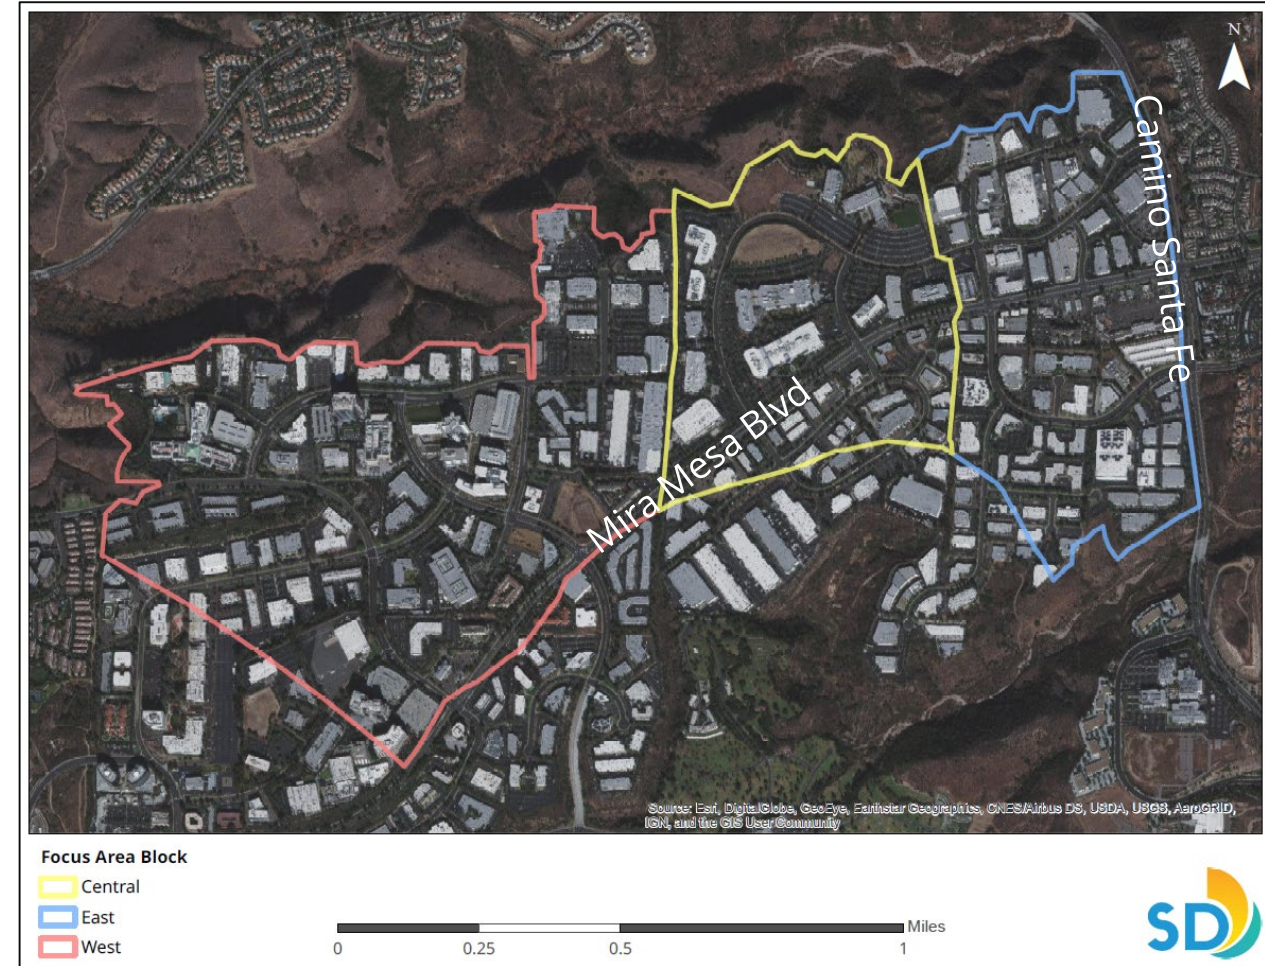 N
Camino Santa Fe
Mira Mesa Blvd
Source: Esri, DigitalGlobe, GeoEye, Earthstar Geographics, CNES/Airbus DS, USDA, USGS, AeroGRID,
IGN, and the GIS User Community
Focus Area Block
Central
East
West
0
0.25
0.5
1
Miles
SD